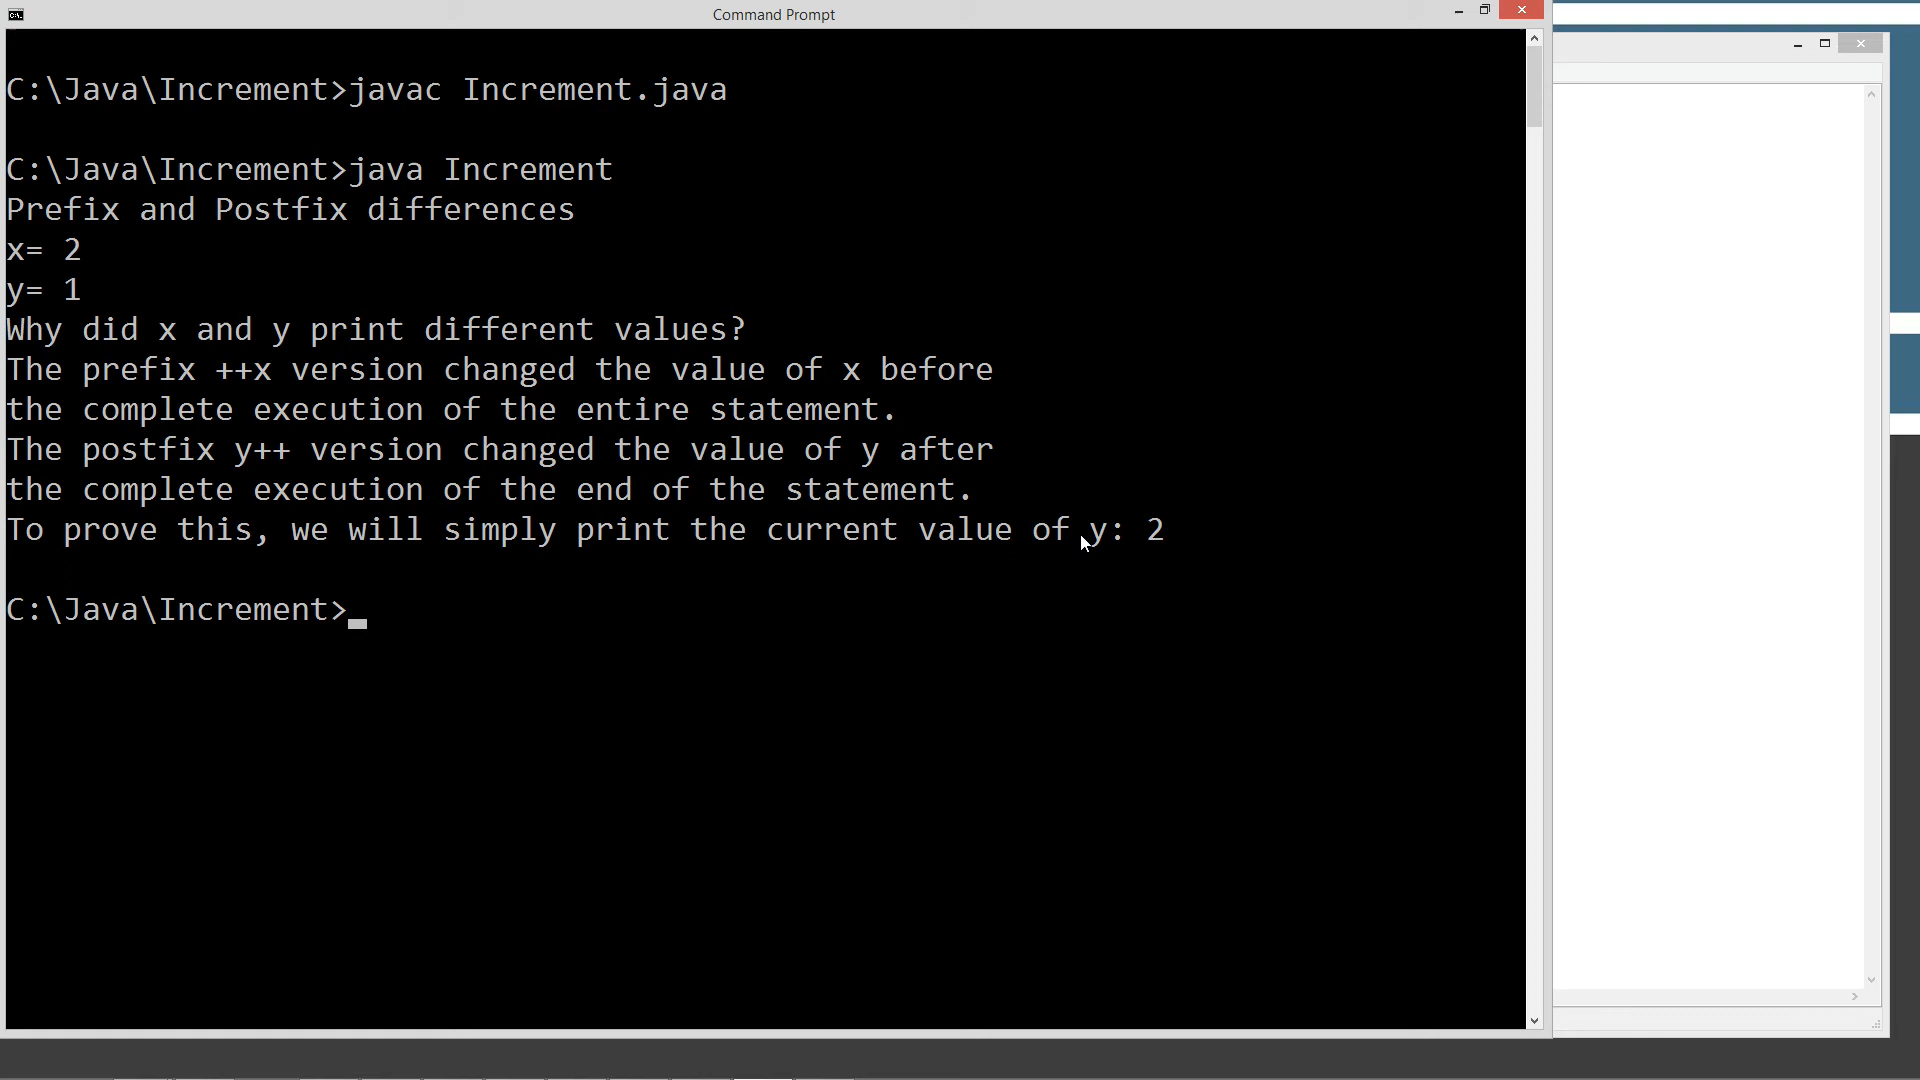 Command Prompt
C:\Java\Increment>javac Increment.java
C:\Java\Increment>java Increment
Prefix and Postfix differences
x= 2
y= 1
Why did x and y print different values?
The prefix ++x version changed the value of x before
the complete execution of the entire statement.
The postfix y++ version changed the value of y after
the complete execution of the end of the statement.
To prove this, we will simply print the current value of y: 2
C:\Java\Increment>